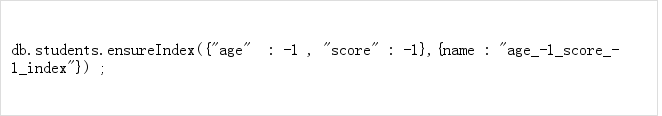 db.students.ensureIndex({"age"  : -1 , "score" : -1},{name : "age_-1_score_-
1_index"}) ;